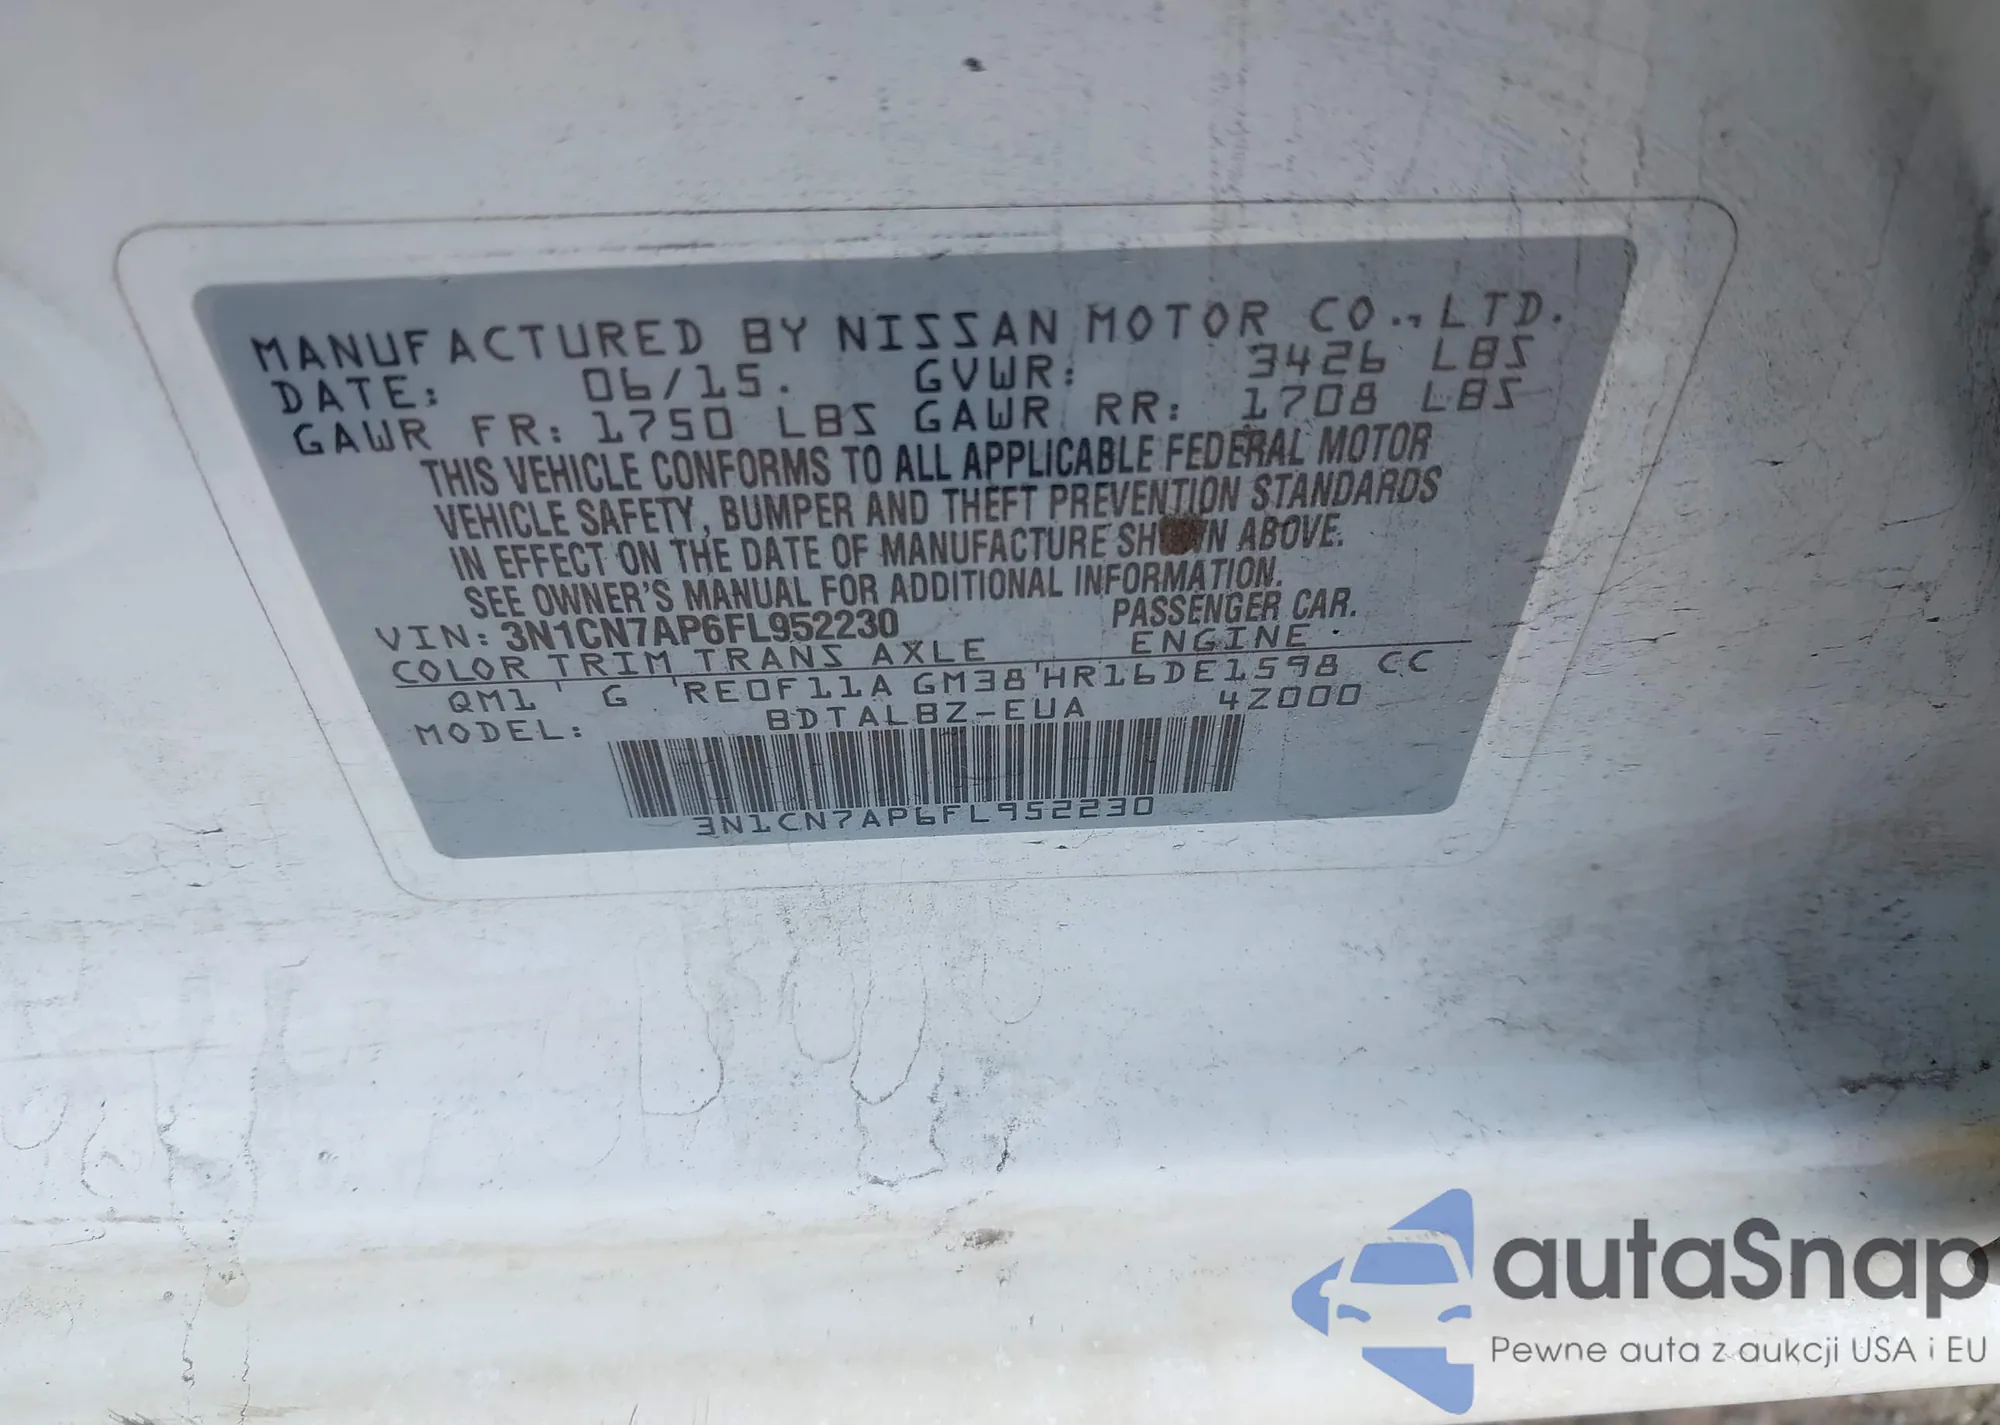 MANUFACTURED BY NISSAN MOTOR CO., LTD.
DATE: 06/15. GVWR: 3426 LBS
GAWR FR: 1750 LBS GAWR RR: 1708 LBS
THIS VEHICLE CONFORMS TO ALL APPLICABLE FEDERAL MOTOR
VEHICLE SAFETY, BUMPER AND THEFT PREVENTION STANDARDS
IN EFFECT ON THE DATE OF MANUFACTURE SHOWN ABOVE.
SEE OWNER'S MANUAL FOR ADDITIONAL INFORMATION.
VIN: 3N1CN7AP6FL952230 PASSENGER CAR.
COLOR TRIM TRANS AXLE ENGINE
QM1 G RE0F11A GM38 HR16DE1598 CC
MODEL: BDTALBZ-EUA 4Z000
3N1CN7AP6FL952230
autaSnap
Pewne auta z aukcji USA i EU